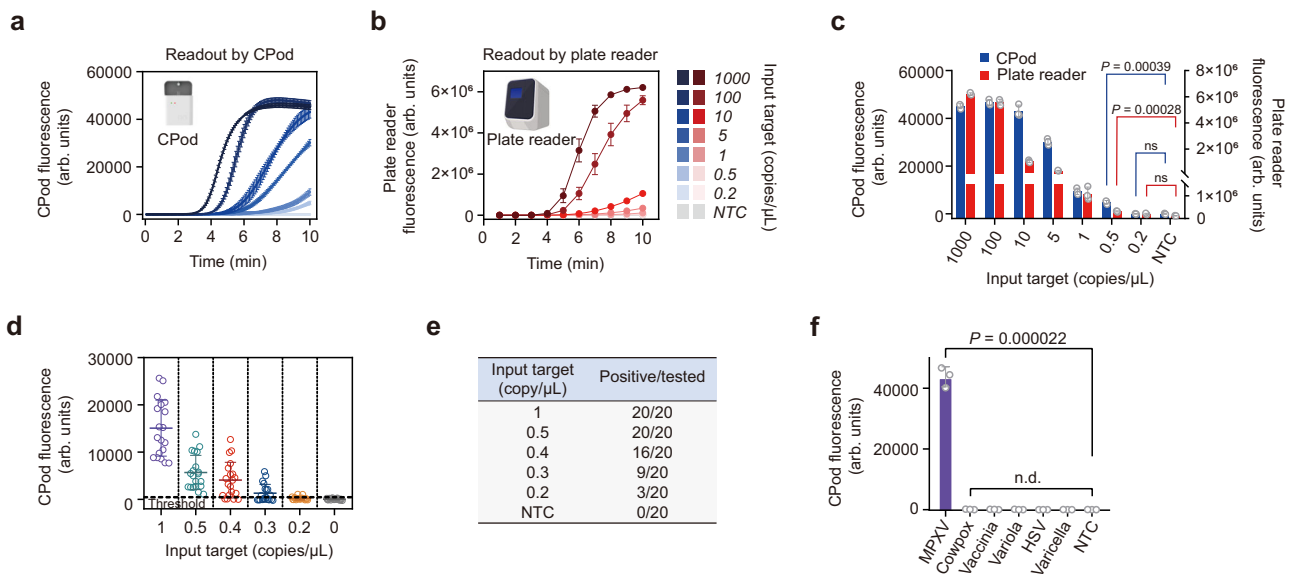 a
Readout by CPod
CPod fluorescence
(arb. units)
60000
40000
20000
0
CPod
0 2 4 6 8 10
Time (min)
b
Readout by plate reader
Plate reader
fluorescence (arb. units)
6×10⁶
4×10⁶
2×10⁶
0
Plate reader
0 2 4 6 8 10
Time (min)
1000
100
10
5
1
0.5
0.2
NTC
Input target
(copies/μL)
c
CPod
Plate reader
CPod fluorescence
(arb. units)
60000
40000
20000
0
P = 0.00039
P = 0.00028
ns
ns
8×10⁶
6×10⁶
4×10⁶
2×10⁶
1×10⁶
0
Plate reader
fluorescence (arb. units)
1000 100 10 5 1 0.5 0.2 NTC
Input target (copies/μL)
d
CPod fluorescence
(arb. units)
30000
20000
10000
0
Threshold
1 0.5 0.4 0.3 0.2 0
Input target (copies/μL)
e
Input target Positive/tested
(copy/μL)
1 20/20
0.5 20/20
0.4 16/20
0.3 9/20
0.2 3/20
NTC 0/20
f
CPod fluorescence
(arb. units)
40000
20000
0
P = 0.000022
n.d.
MPXV Cowpox Vaccinia Variola HSV Varicella NTC